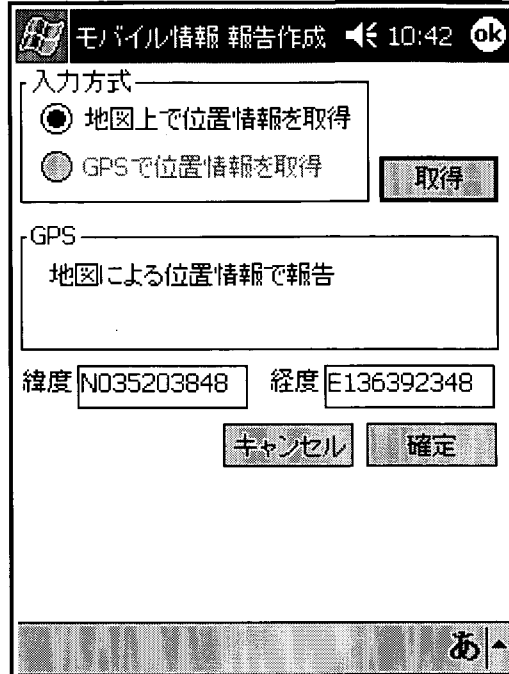 モバイル情報 報告作成 10:42 ok
入力方式
地図上で位置情報を取得
GPSで位置情報を取得
取得
GPS
地図による位置情報で報告
緯度 N035203848 経度 E136392348
キャンセル 確定
あ